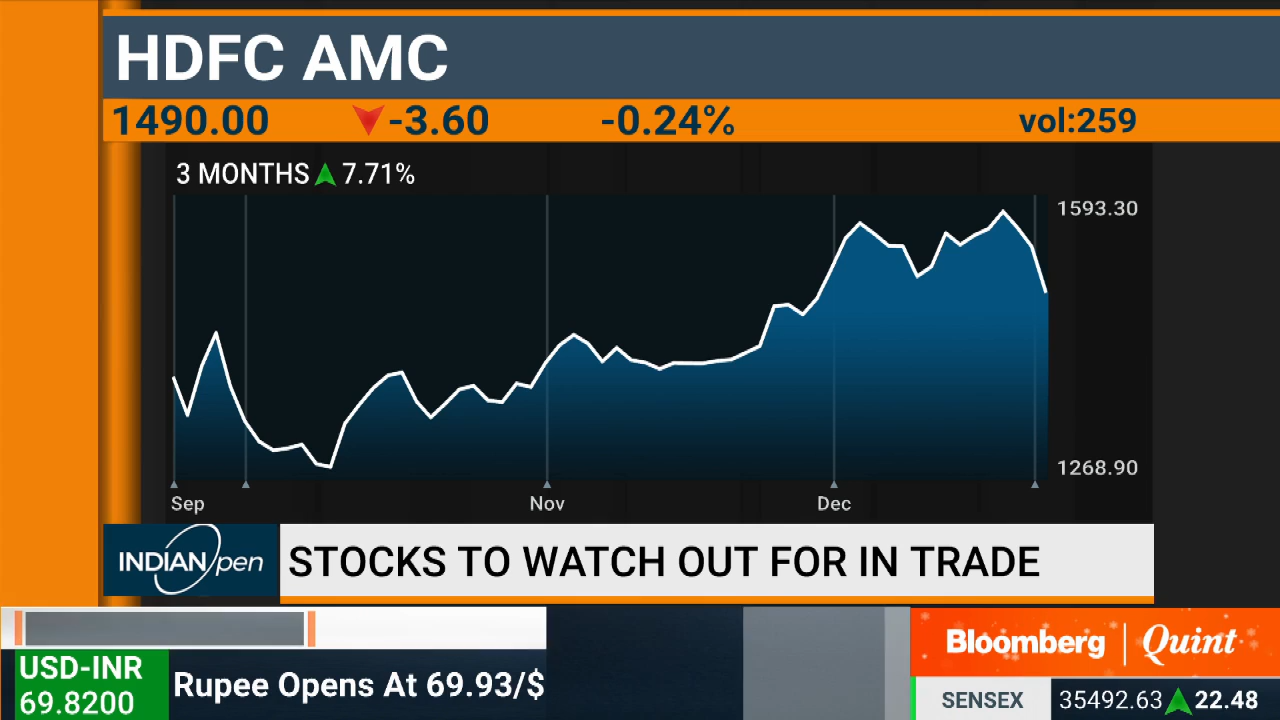 HDFC AMC
1490.00 -3.60 -0.24% vol:259
3 MONTHS 7.71%
1593.30
1268.90
Sep Nov Dec
INDIAN Open STOCKS TO WATCH OUT FOR IN TRADE
Bloomberg | Quint
USD-INR
69.8200
Rupee Opens At 69.93/$
SENSEX 35492.63 22.48